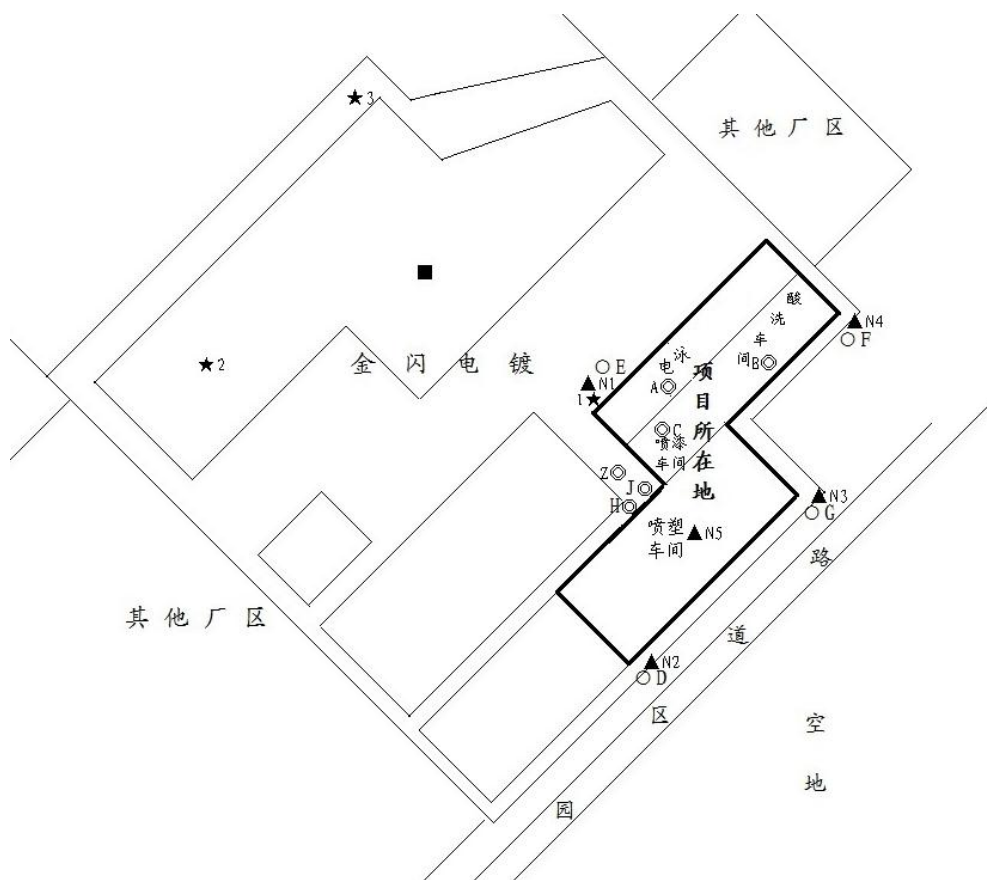 ★3
其他厂区
■
★2
金闪电镀
酸洗车间
B◎
▲N4
○F
○E
▲N1
1★
电泳
A◎
项目所在地
◎C
喷漆
车间
Z◎
J◎
H◎
喷塑
车间
▲N5
▲N3
○G
其他厂区
▲N2
○D
园区道路
空地